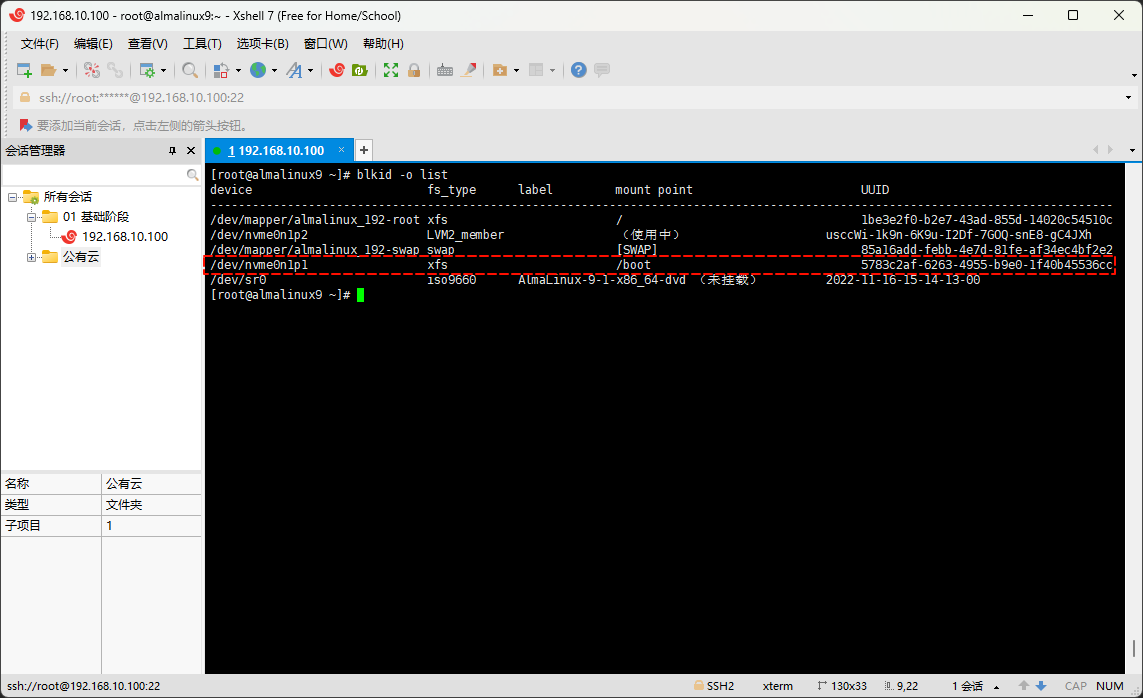 192.168.10.100 - root@almalinux9:~ - Xshell 7 (Free for Home/School)
文件(F) 编辑(E) 查看(V) 工具(T) 选项卡(B) 窗口(W) 帮助(H)
ssh://root:******@192.168.10.100:22
要添加当前会话，点击左侧的箭头按钮。
会话管理器
1 192.168.10.100
所有会话
01 基础阶段
192.168.10.100
公有云
[root@almalinux9 ~]# blkid -o list
device fs_type label mount point UUID
/dev/mapper/almalinux_192-root xfs / 1be3e2f0-b2e7-43ad-855d-14020c54510c
/dev/nvme0n1p2 LVM2_member （使用中） usccWi-1k9n-6K9u-I2Df-7GOQ-snE8-gC4JXh
/dev/mapper/almalinux_192-swap swap [SWAP] 85a16add-febb-4e7d-81fe-af34ec4bf2e2
/dev/nvme0n1p1 xfs /boot 5783c2af-6263-4955-b9e0-1f40b45536cc
/dev/sr0 iso9660 AlmaLinux-9-1-x86_64-dvd （未挂载） 2022-11-16-15-14-13-00
[root@almalinux9 ~]#
名称 公有云
类型 文件夹
子项目 1
ssh://root@192.168.10.100:22 SSH2 xterm 130x33 9,22 1 会话 CAP NUM